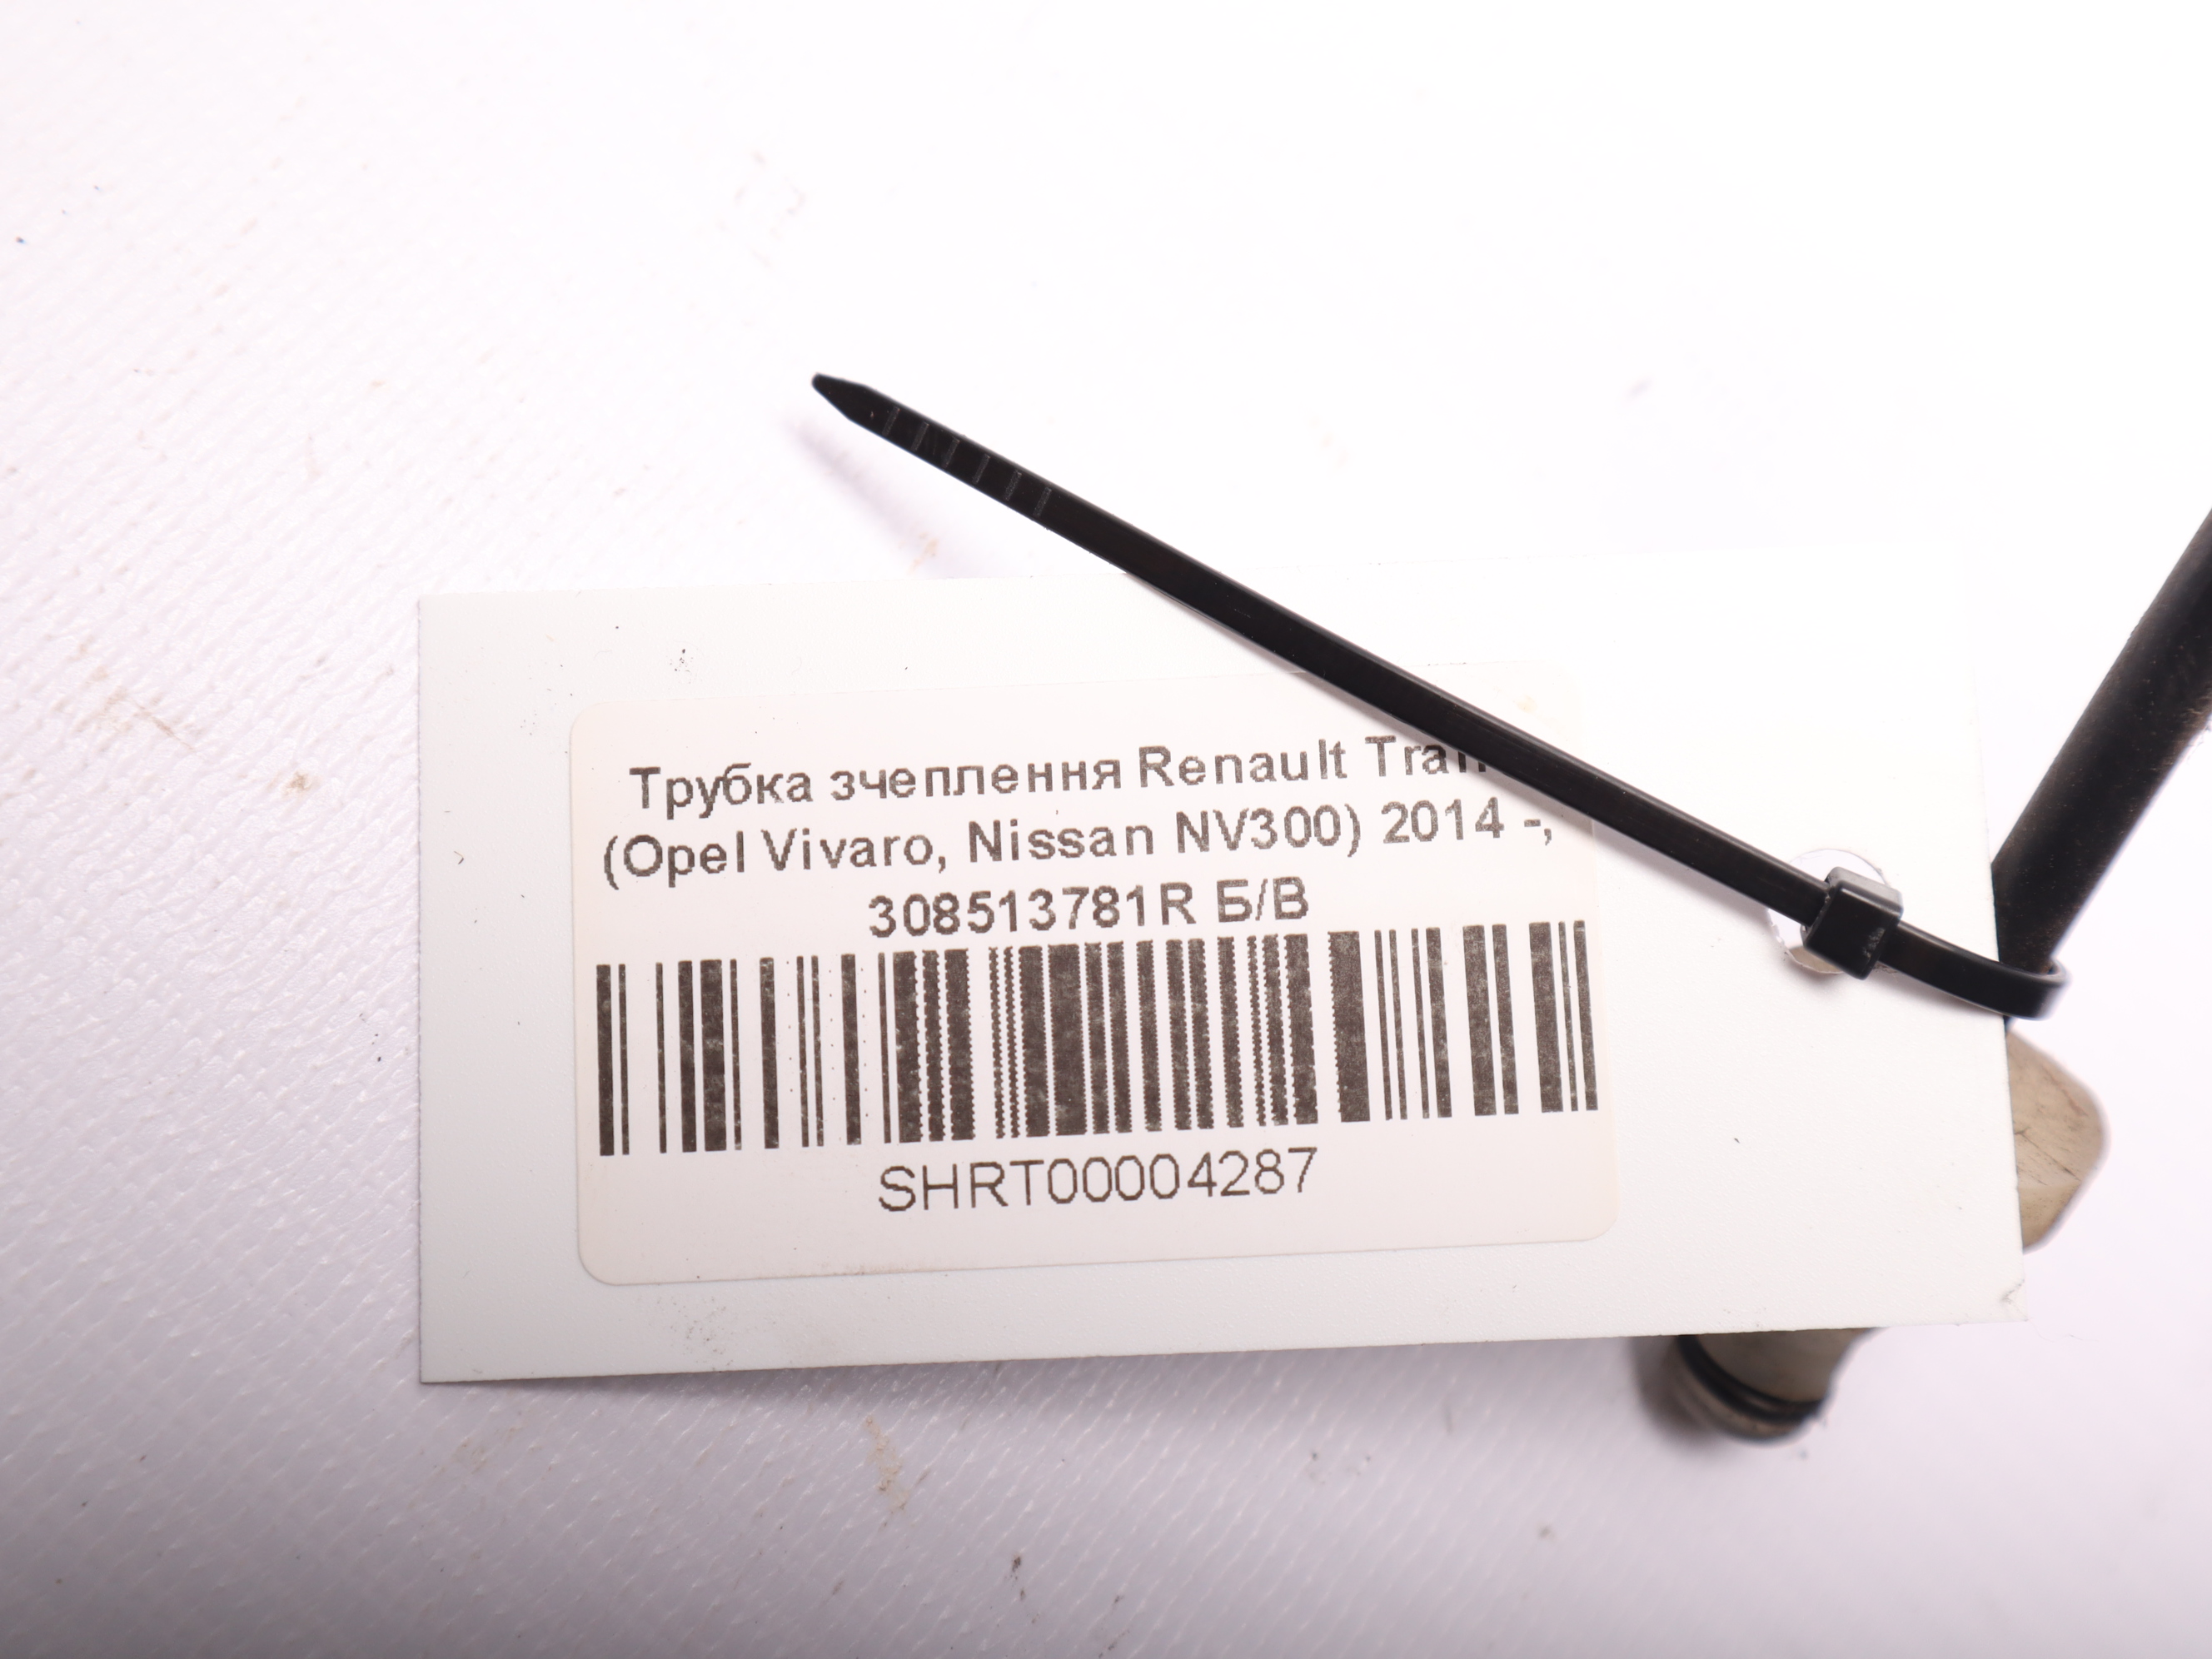 Трубка зчеплення Renault
(Opel Vivaro, Nissan NV300) 2014 -,
308513781R Б/В
SHRT00004287